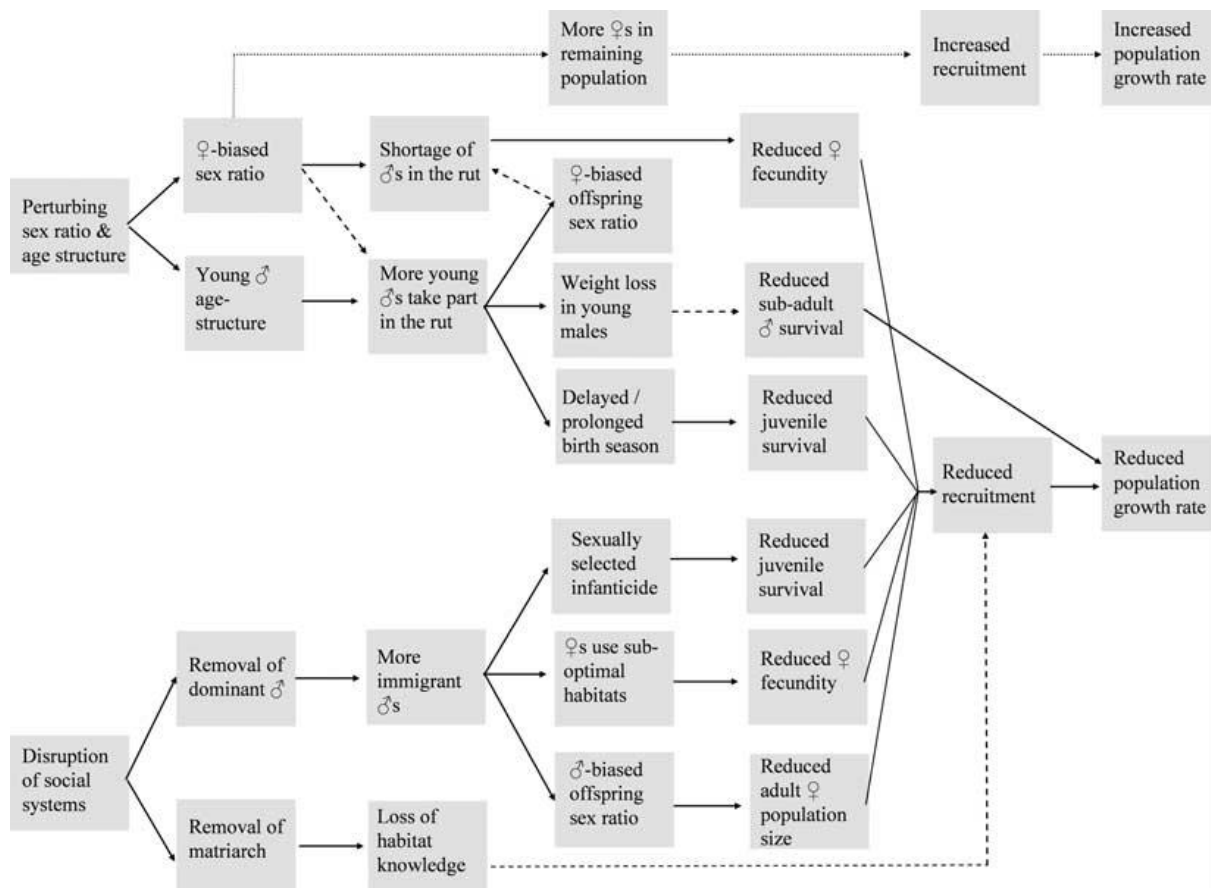 More ♀s in
remaining
population
Increased
recruitment
Increased
population
growth rate
♀-biased
sex ratio
Shortage of
♂s in the rut
Reduced ♀
fecundity
♀-biased
offspring
sex ratio
Perturbing
sex ratio &
age structure
Young ♂
age-
structure
More young
♂s take part
in the rut
Weight loss
in young
males
Reduced
sub-adult
♂ survival
Delayed /
prolonged
birth season
Reduced
juvenile
survival
Reduced
recruitment
Reduced
population
growth rate
Sexually
selected
infanticide
Reduced
juvenile
survival
Removal of
dominant ♂
More
immigrant
♂s
♀s use sub-
optimal
habitats
Reduced ♀
fecundity
Disruption
of social
systems
♂-biased
offspring
sex ratio
Reduced
adult ♀
population
size
Removal of
matriarch
Loss of
habitat
knowledge